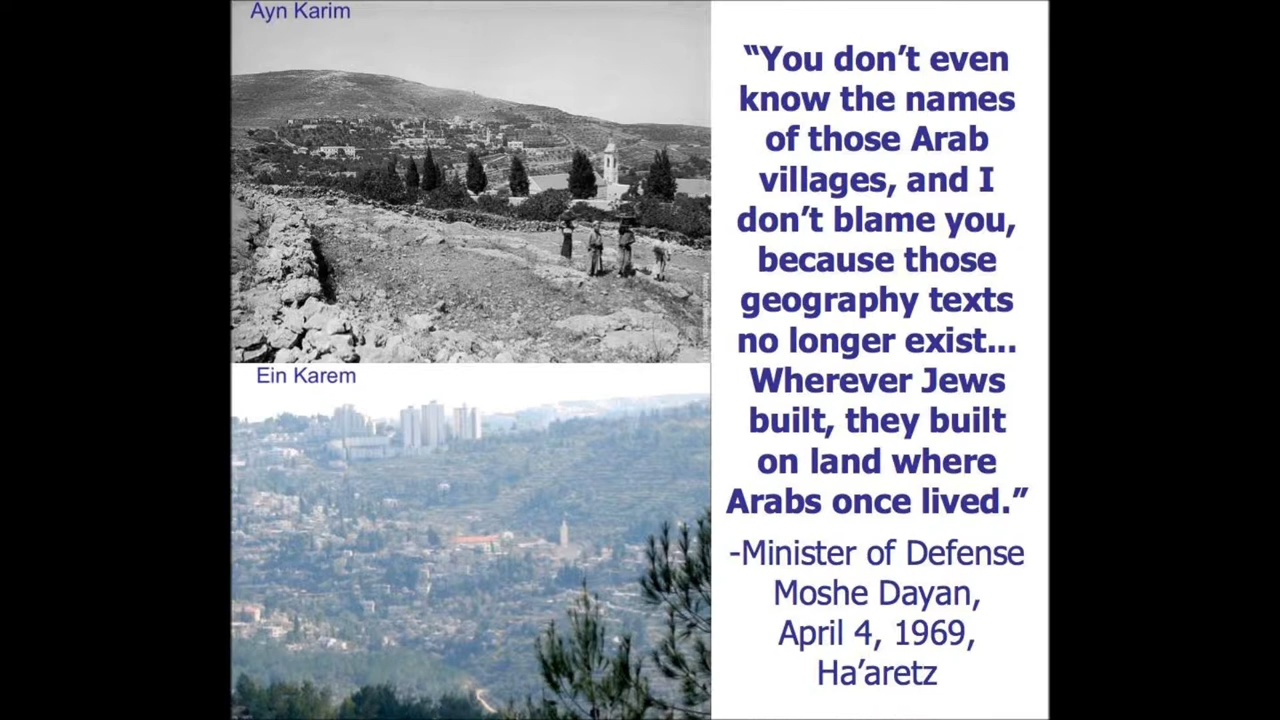 Ayn Karim
Ein Karem
“You don’t even
know the names
of those Arab
villages, and I
don’t blame you,
because those
geography texts
no longer exist...
Wherever Jews
built, they built
on land where
Arabs once lived.”
-Minister of Defense
Moshe Dayan,
April 4, 1969,
Ha’aretz